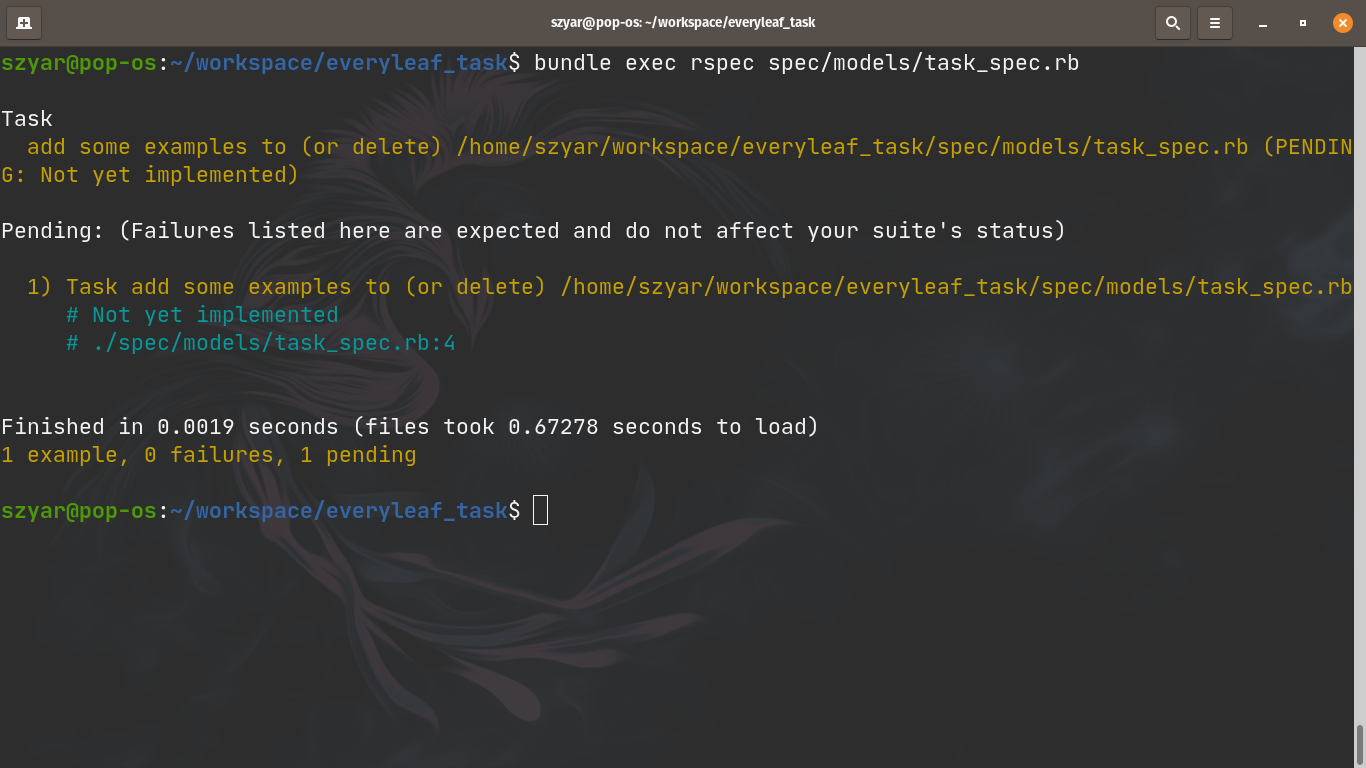 szyar@pop-os: ~/workspace/everyleaf_task
szyar@pop-os:~/workspace/everyleaf_task$ bundle exec rspec spec/models/task_spec.rb
Task
add some examples to (or delete) /home/szyar/workspace/everyleaf_task/spec/models/task_spec.rb (PENDIN
G: Not yet implemented)
Pending: (Failures listed here are expected and do not affect your suite's status)
1) Task add some examples to (or delete) /home/szyar/workspace/everyleaf_task/spec/models/task_spec.rb
# Not yet implemented
# ./spec/models/task_spec.rb:4
Finished in 0.0019 seconds (files took 0.67278 seconds to load)
1 example, 0 failures, 1 pending
szyar@pop-os:~/workspace/everyleaf_task$